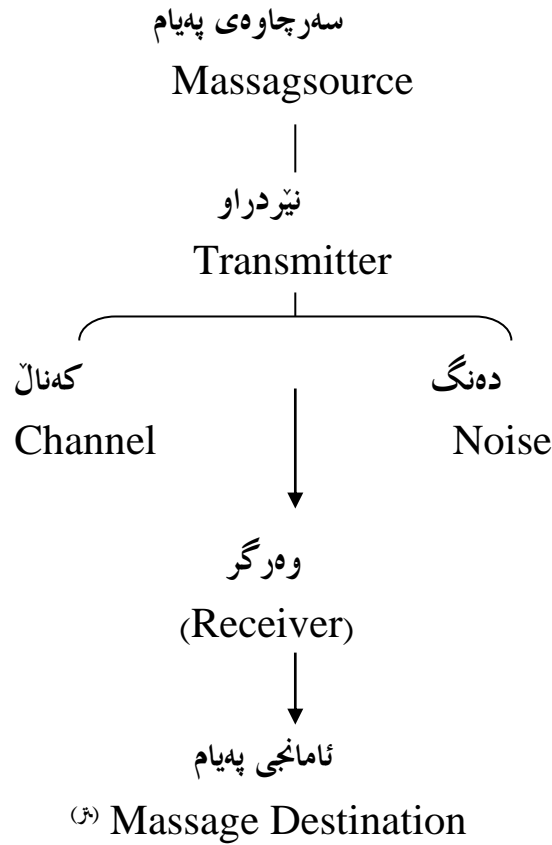 سەرچاوەی پەیام
Massagsource
نێردراو
Transmitter
کەناڵ
دەنگ
Channel
Noise
وەرگر
(Receiver)
ئامانجی پەیام
Massage Destination